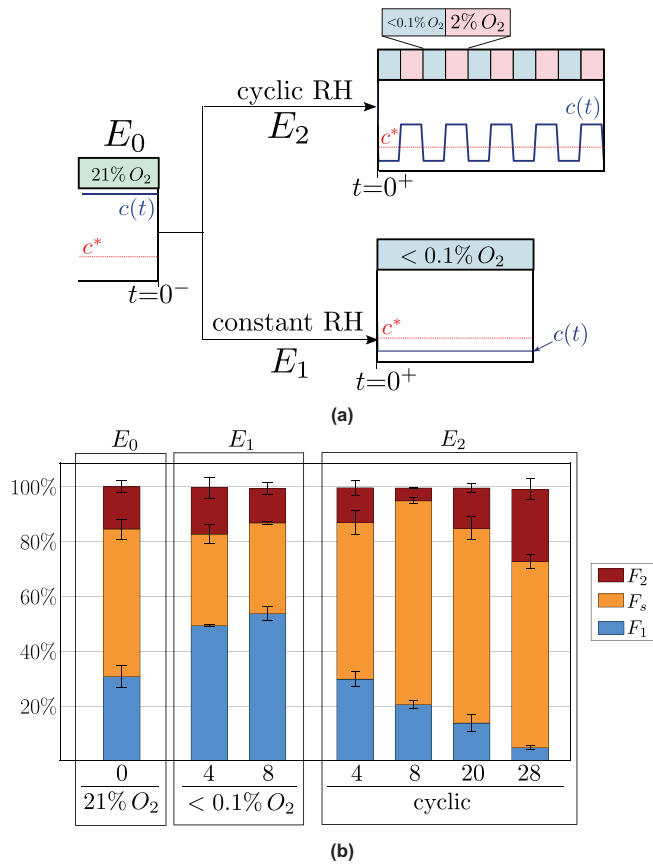 <0.1% O₂ 2% O₂
cyclic RH
E₂
c(t)
c*
t=0⁺
E₀
21% O₂
c(t)
c*
t=0⁻
< 0.1% O₂
constant RH
E₁
c*
c(t)
t=0⁺
(a)
E₀ E₁ E₂
100%
80%
60%
40%
20%
F₂
Fₛ
F₁
0 4 8 4 8 20 28
21% O₂ < 0.1% O₂ cyclic
(b)